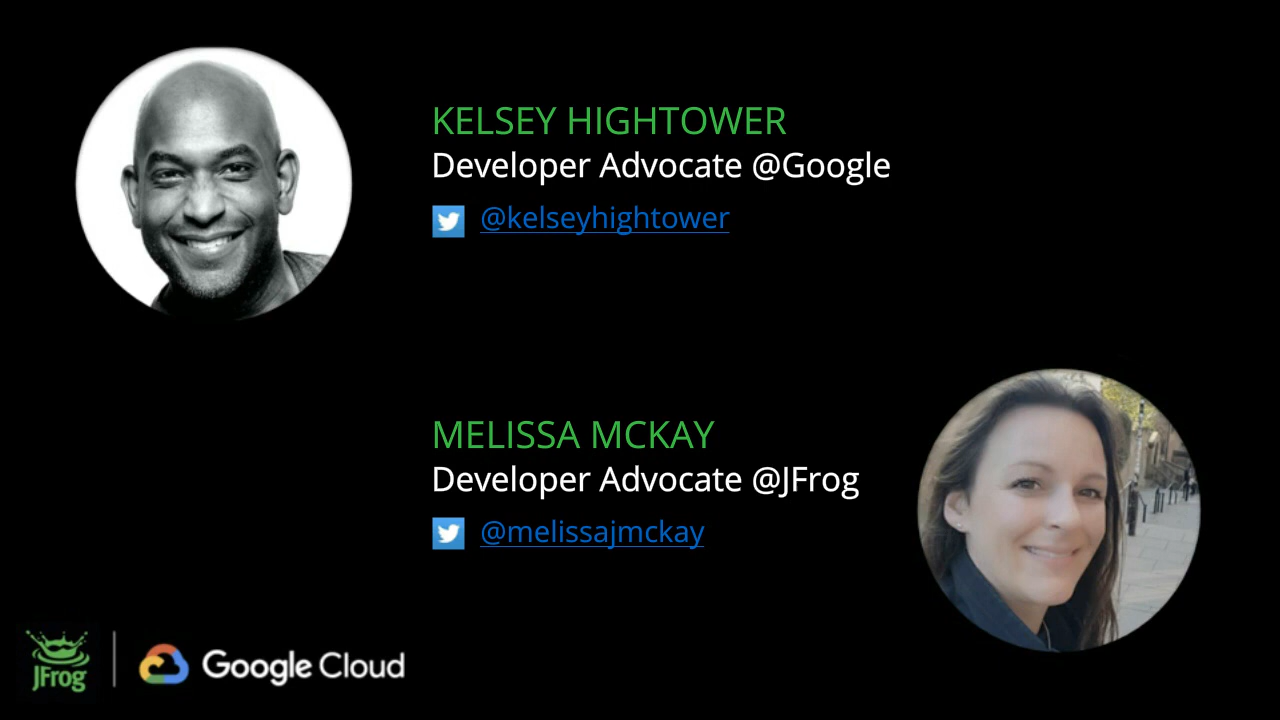 KELSEY HIGHTOWER
Developer Advocate @Google
@kelseyhightower
MELISSA MCKAY
Developer Advocate @JFrog
@melissajmckay
JFrog
Google Cloud